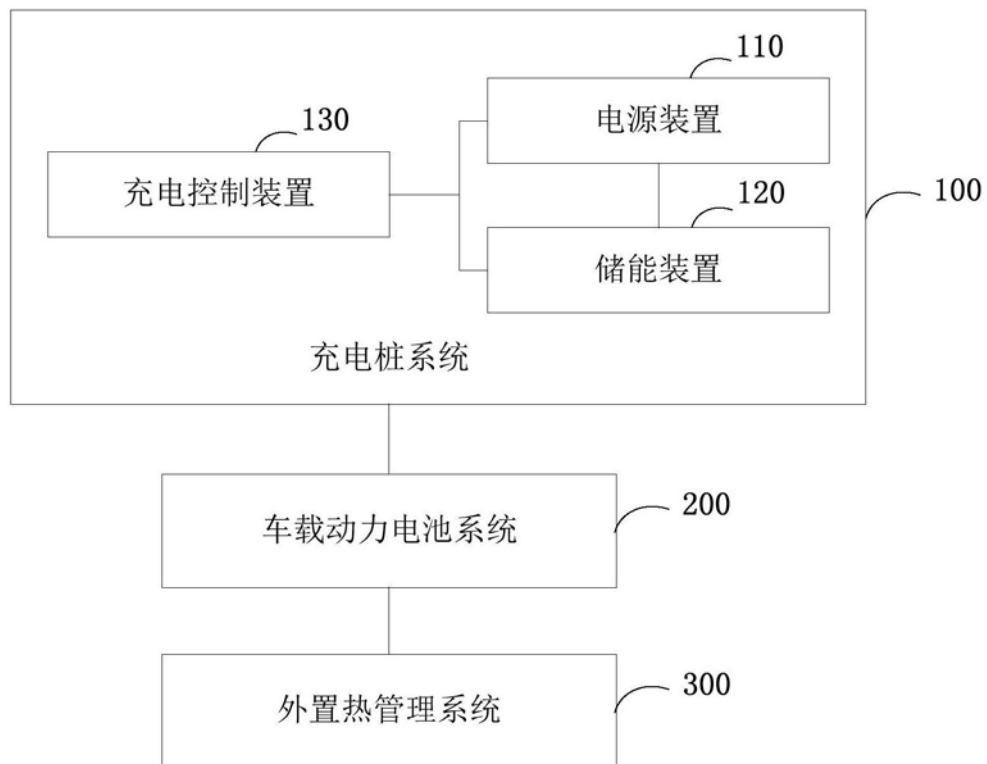 110
电源装置
130
充电控制装置
120
100
储能装置
充电桩系统
200
车载动力电池系统
300
外置热管理系统